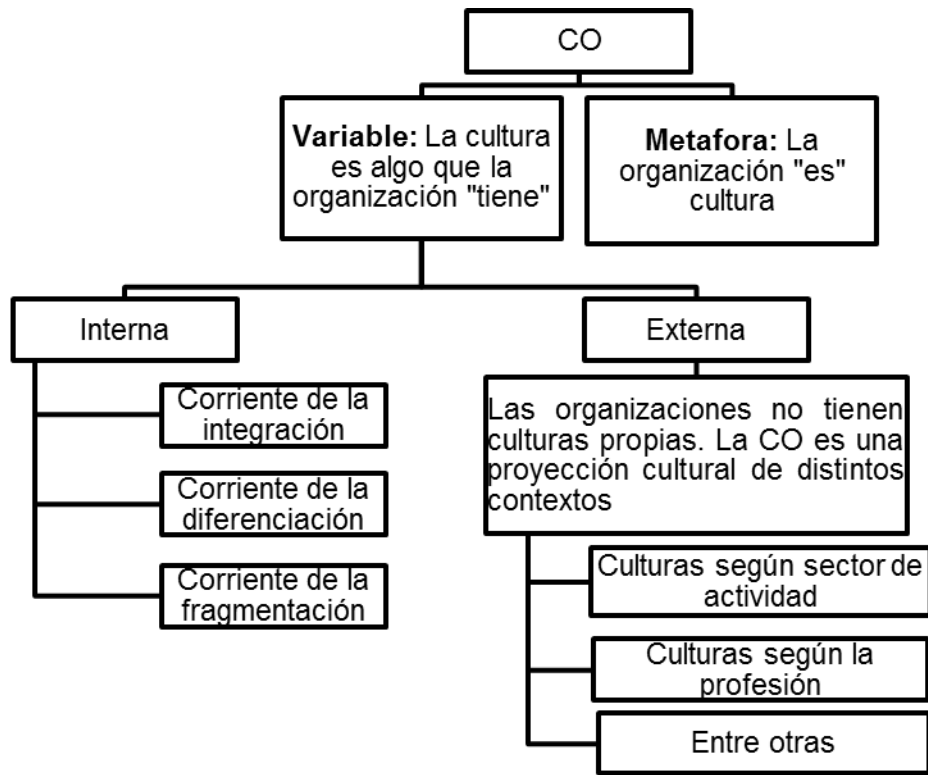 CO
Variable: La cultura
es algo que la
organización "tiene"
Metafora: La
organización "es"
cultura
Interna
Externa
Corriente de la
integración
Corriente de la
diferenciación
Corriente de la
fragmentación
Las organizaciones no tienen
culturas propias. La CO es una
proyección cultural de distintos
contextos
Culturas según sector de
actividad
Culturas según la
profesión
Entre otras